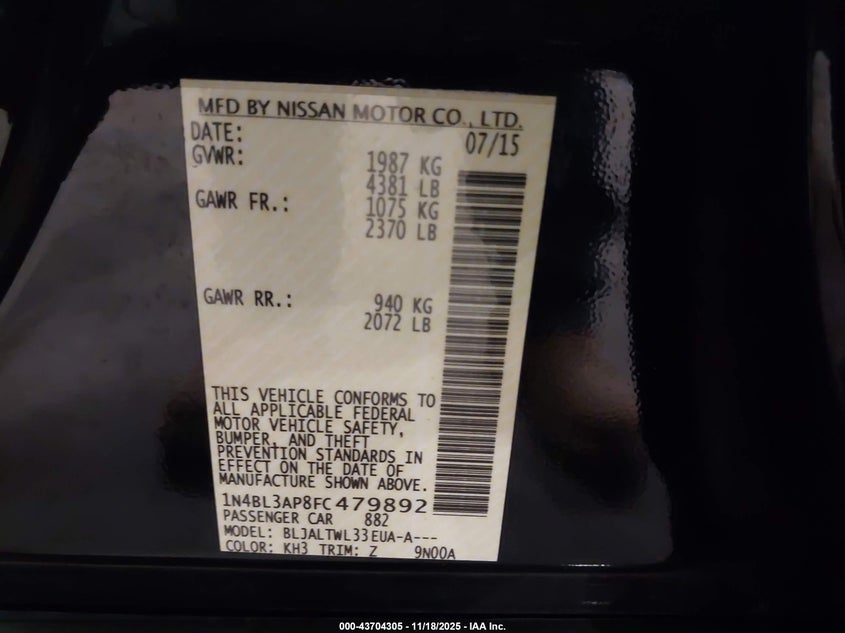 MFD BY NISSAN MOTOR CO., LTD.
DATE: 07/15
GVWR: 1987 KG
4381 LB
GAWR FR.: 1075 KG
2370 LB
GAWR RR.: 940 KG
2072 LB
THIS VEHICLE CONFORMS TO
ALL APPLICABLE FEDERAL
MOTOR VEHICLE SAFETY,
BUMPER, AND THEFT
PREVENTION STANDARDS IN
EFFECT ON THE DATE OF
MANUFACTURE SHOWN ABOVE.
1N4BL3AP8FC479892
PASSENGER CAR 882
MODEL: BLJALTWL33EUA-A---
COLOR: KH3 TRIM: Z 9N00A
000-43704305 - 11/18/2025 - IAA Inc.